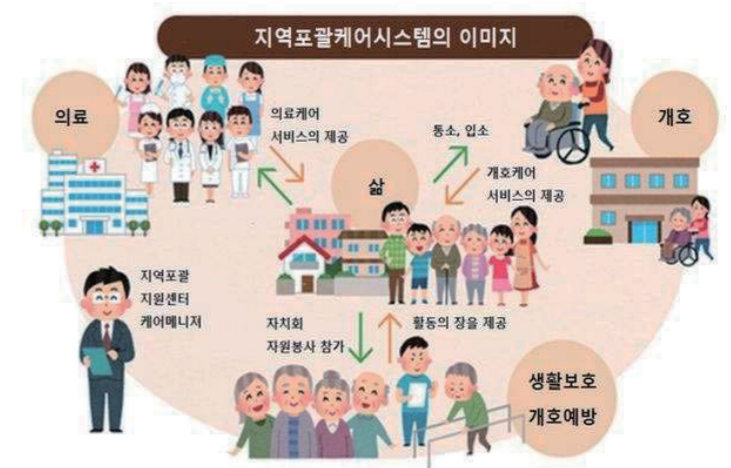 지역포괄케어시스템의 이미지
의료
의료케어
서비스의 제공
통소, 입소
개호
개호케어
서비스의 제공
삶
지역포괄
지원센터
케어메니저
자치회
자원봉사 참가
활동의 장을 제공
생활보호
개호예방